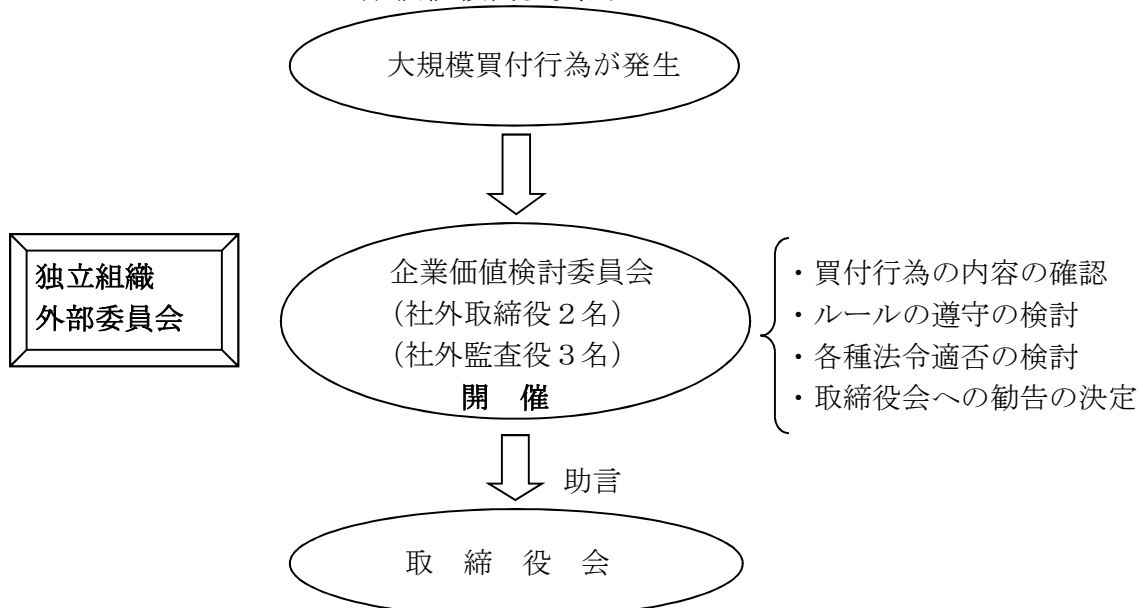 大規模買付行為が発生
独立組織
外部委員会
企業価値検討委員会
(社外取締役2名)
(社外監査役3名)
開 催
・買付行為の内容の確認
・ルールの遵守の検討
・各種法令適否の検討
・取締役会への勧告の決定
助言
取 締 役 会